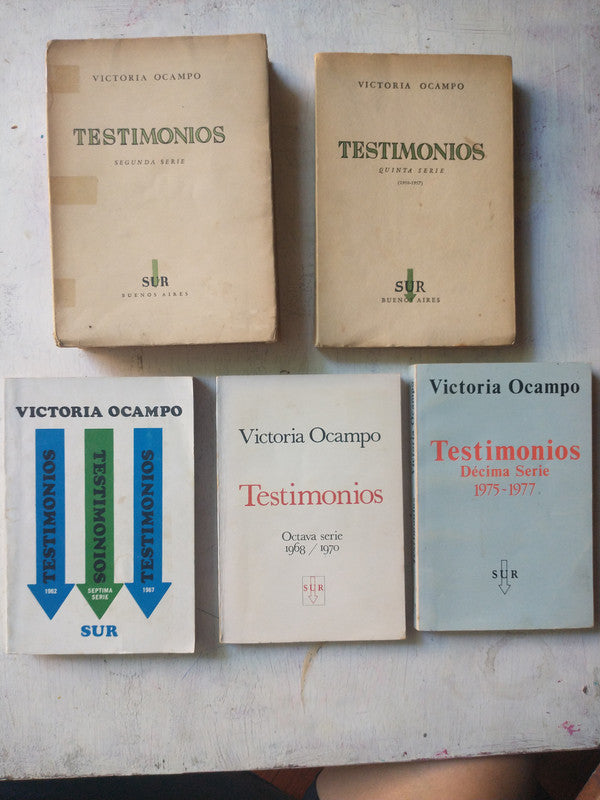 VICTORIA OCAMPO
TESTIMONIOS
SEGUNDA SERIE
SUR
BUENOS AIRES
VICTORIA OCAMPO
TESTIMONIOS
QUINTA SERIE
(1950-1957)
SUR
BUENOS AIRES
VICTORIA OCAMPO
TESTIMONIOS
TESTIMONIOS
TESTIMONIOS
1962
SEPTIMA
SERIE
1967
SUR
Victoria Ocampo
Testimonios
Octava serie
1968 / 1970
SUR
Victoria Ocampo
Testimonios
Décima Serie
1975-1977
SUR